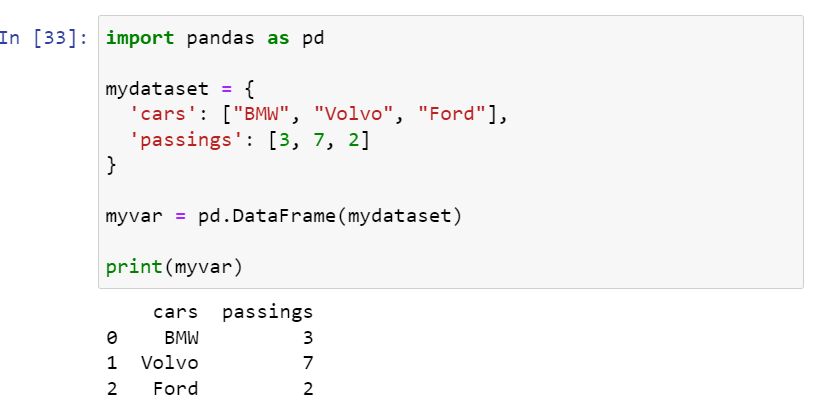 In [33]: import pandas as pd
mydataset = {
  'cars': ["BMW", "Volvo", "Ford"],
  'passings': [3, 7, 2]
}
myvar = pd.DataFrame(mydataset)
print(myvar)
    cars  passings
0    BMW         3
1  Volvo         7
2   Ford         2